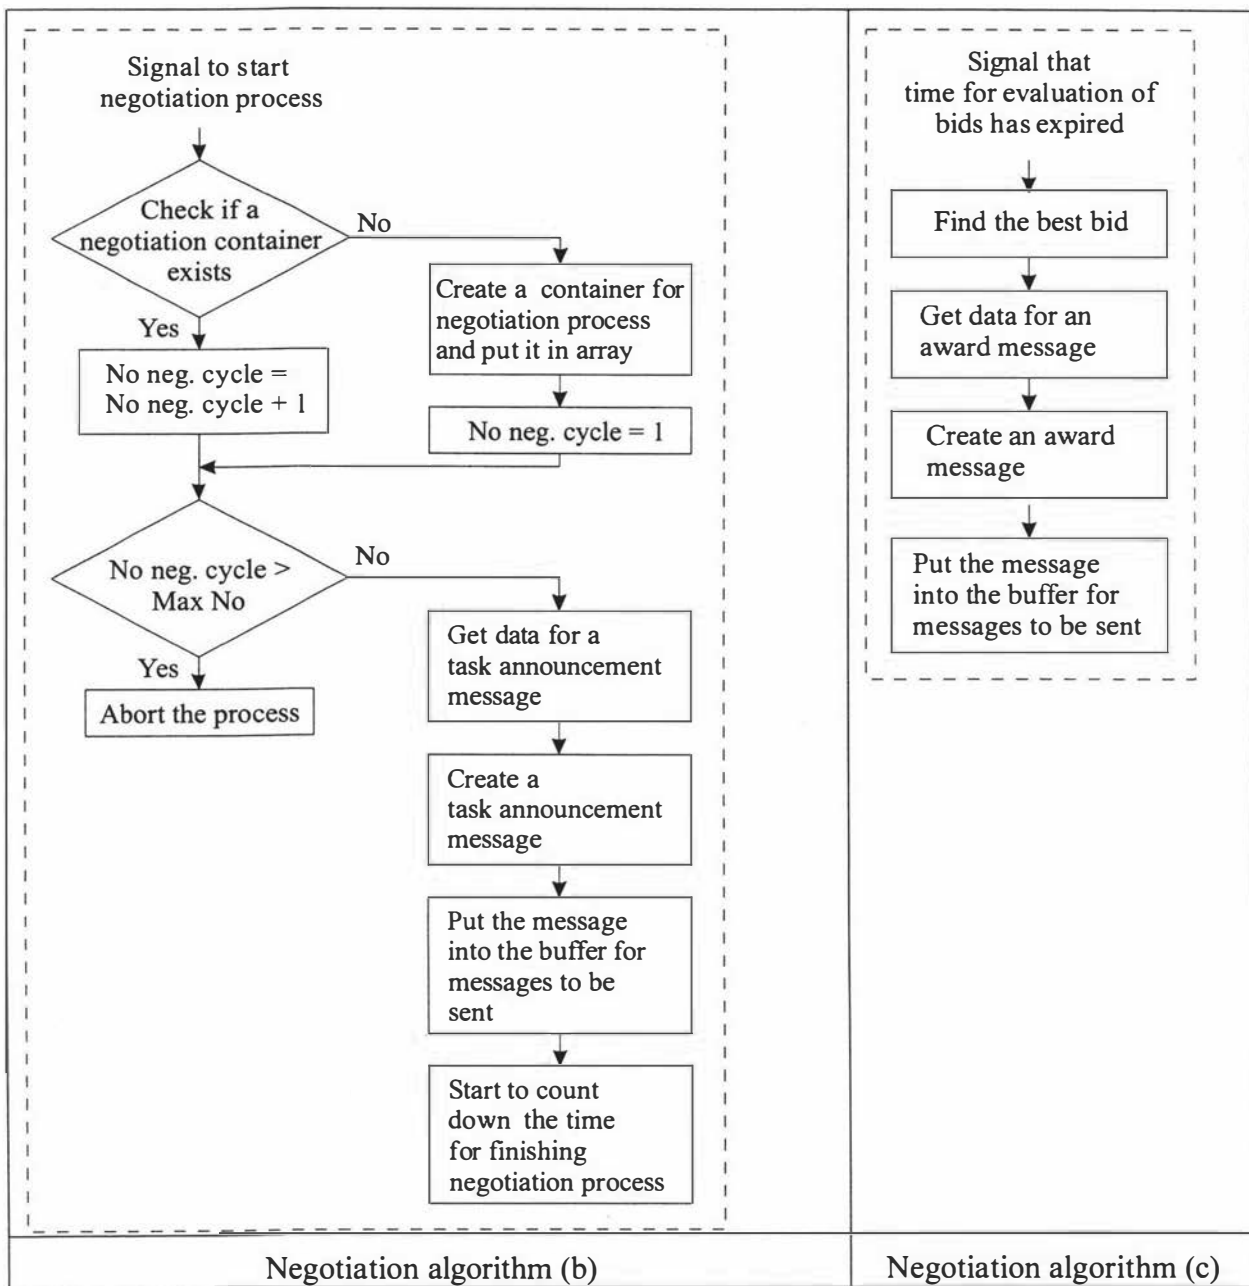 Signal to start
negotiation process
Check if a
negotiation container
exists
No
Create a container for
negotiation process
and put it in array
Yes
No neg. cycle =
No neg. cycle + 1
No neg. cycle = 1
No neg. cycle >
Max No
No
Yes
Abort the process
Get data for a
task announcement
message
Create a
task announcement
message
Put the message
into the buffer for
messages to be
sent
Start to count
down the time
for finishing
negotiation process
Negotiation algorithm (b)
Signal that
time for evaluation of
bids has expired
Find the best bid
Get data for an
award message
Create an award
message
Put the message
into the buffer for
messages to be sent
Negotiation algorithm (c)